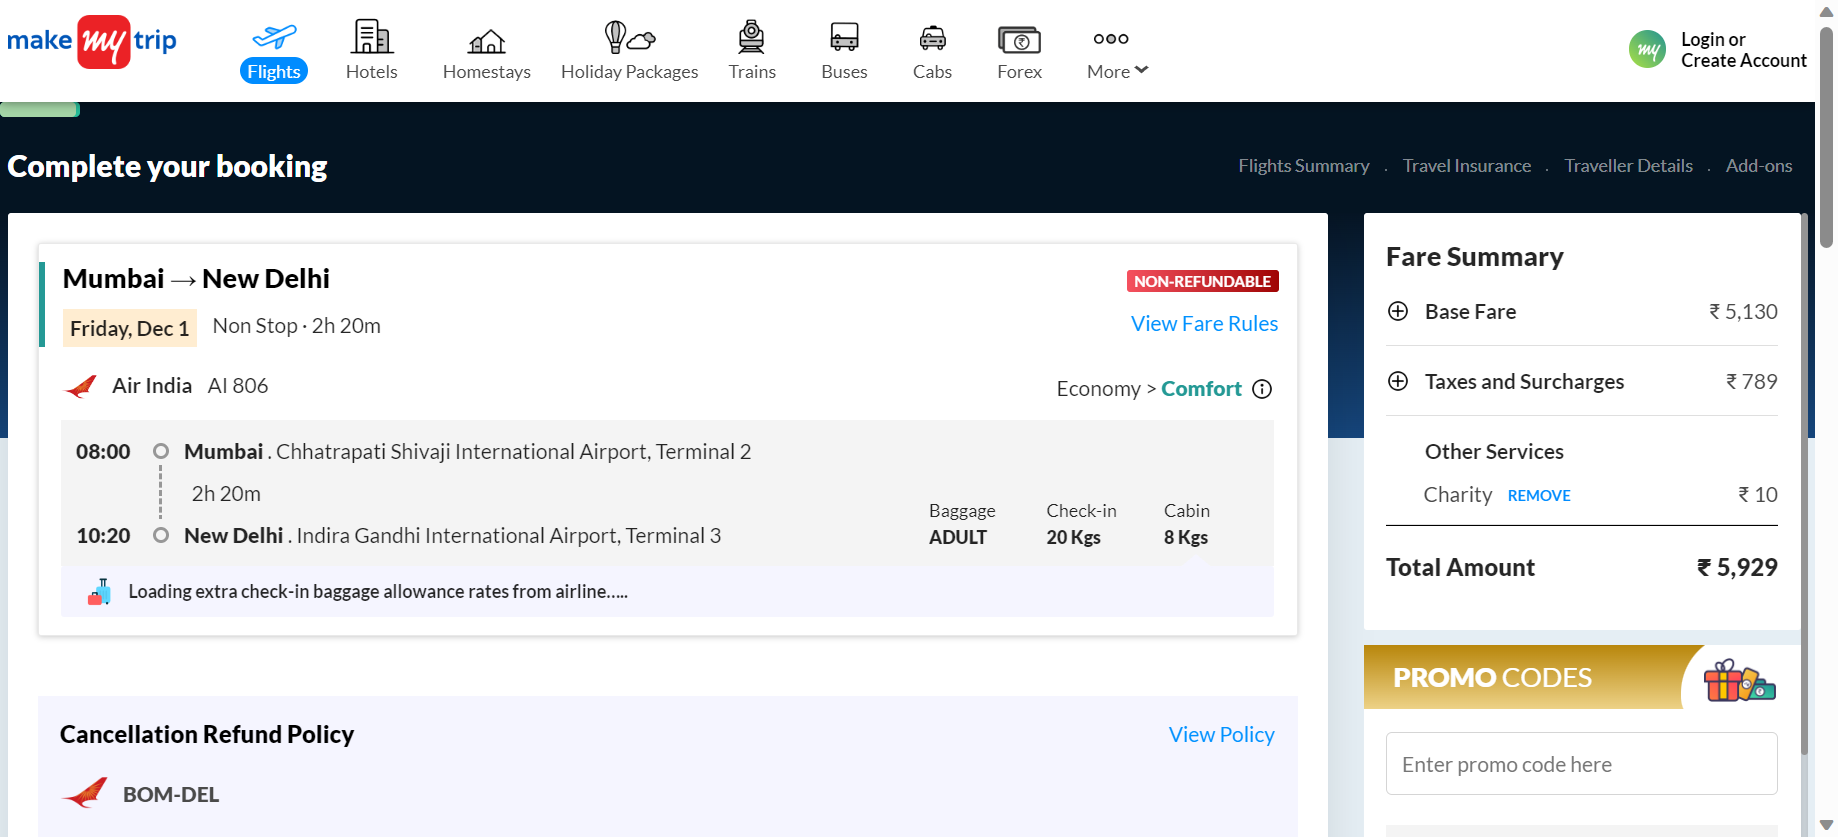 make my trip
Flights
Hotels
Homestays
Holiday Packages
Trains
Buses
Cabs
Forex
More
my
Login or
Create Account
Complete your booking
Flights Summary . Travel Insurance . Traveller Details . Add-ons
Mumbai → New Delhi
NON-REFUNDABLE
Friday, Dec 1
Non Stop · 2h 20m
View Fare Rules
Air India AI 806
Economy > Comfort
08:00 Mumbai . Chhatrapati Shivaji International Airport, Terminal 2
2h 20m
10:20 New Delhi . Indira Gandhi International Airport, Terminal 3
Baggage Check-in Cabin
ADULT 20 Kgs 8 Kgs
Loading extra check-in baggage allowance rates from airline.....
Cancellation Refund Policy
View Policy
BOM-DEL
Fare Summary
Base Fare ₹ 5,130
Taxes and Surcharges ₹ 789
Other Services
Charity REMOVE ₹ 10
Total Amount ₹ 5,929
PROMO CODES
Enter promo code here